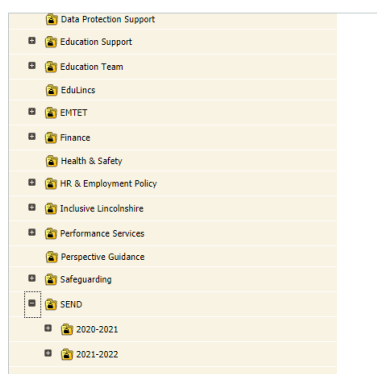 Data Protection Support
Education Support
Education Team
EduLincs
EMTET
Finance
Health & Safety
HR & Employment Policy
Inclusive Lincolnshire
Performance Services
Perspective Guidance
Safeguarding
SEND
2020-2021
2021-2022